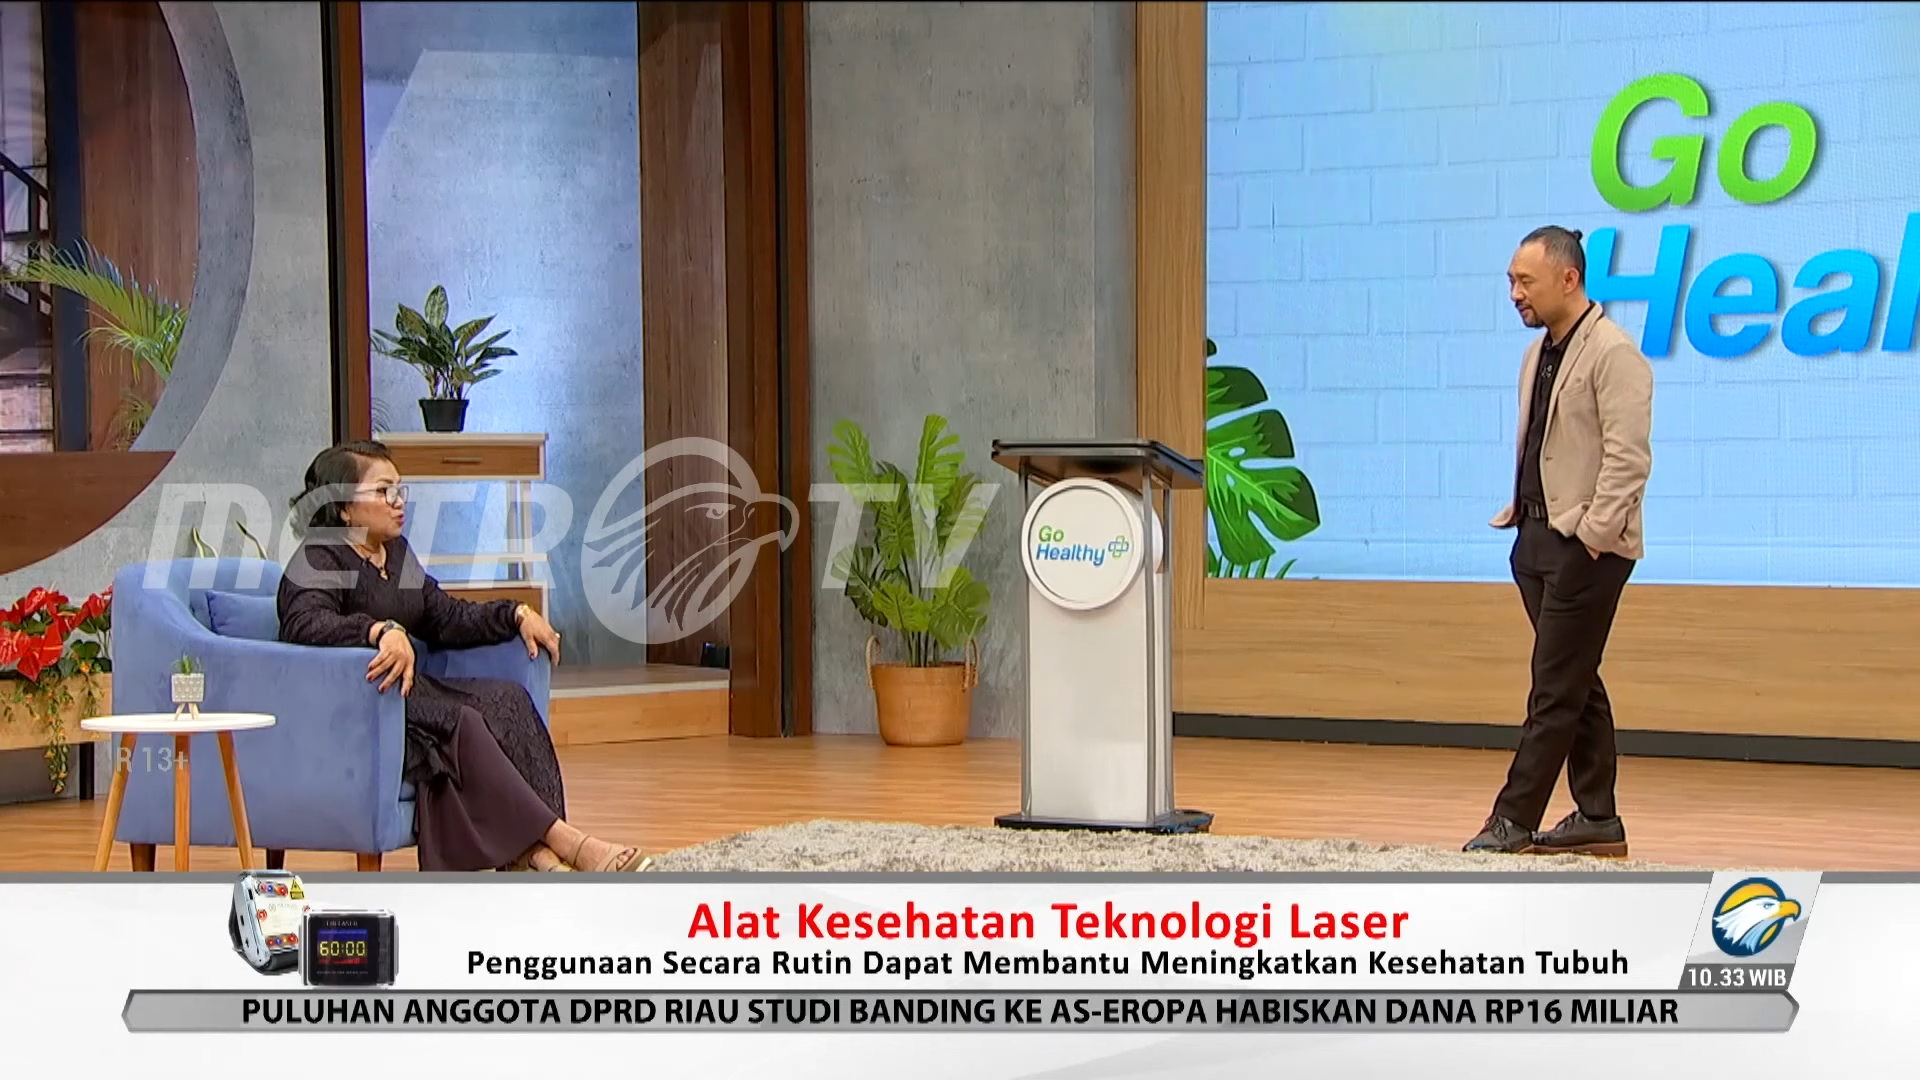 Go
Heal
METRO TV
Go
Healthy
R 13+
60:00
Alat Kesehatan Teknologi Laser
Penggunaan Secara Rutin Dapat Membantu Meningkatkan Kesehatan Tubuh
10.33 WIB
PULUHAN ANGGOTA DPRD RIAU STUDI BANDING KE AS-EROPA HABISKAN DANA RP16 MILIAR